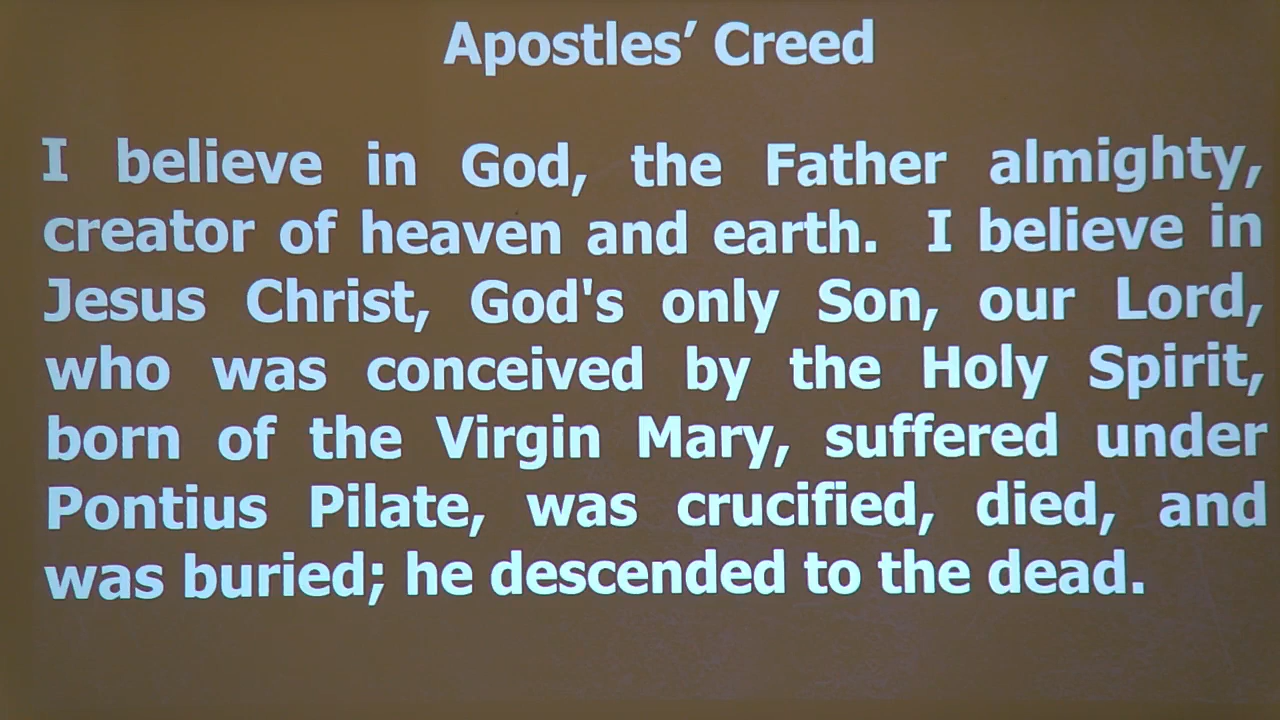 Apostles’ Creed
I believe in God, the Father almighty,
creator of heaven and earth. I believe in
Jesus Christ, God's only Son, our Lord,
who was conceived by the Holy Spirit,
born of the Virgin Mary, suffered under
Pontius Pilate, was crucified, died, and
was buried; he descended to the dead.